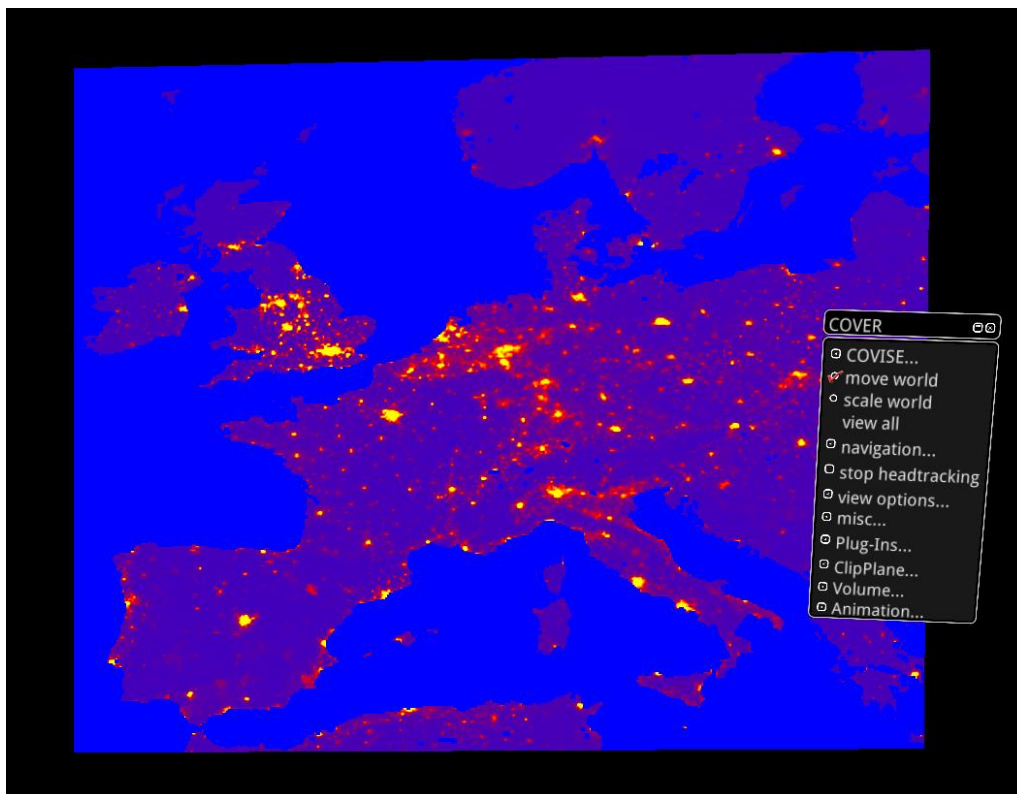 COVER
COVISE...
move world
scale world
view all
navigation...
stop headtracking
view options...
misc...
Plug-Ins...
ClipPlane...
Volume...
Animation...